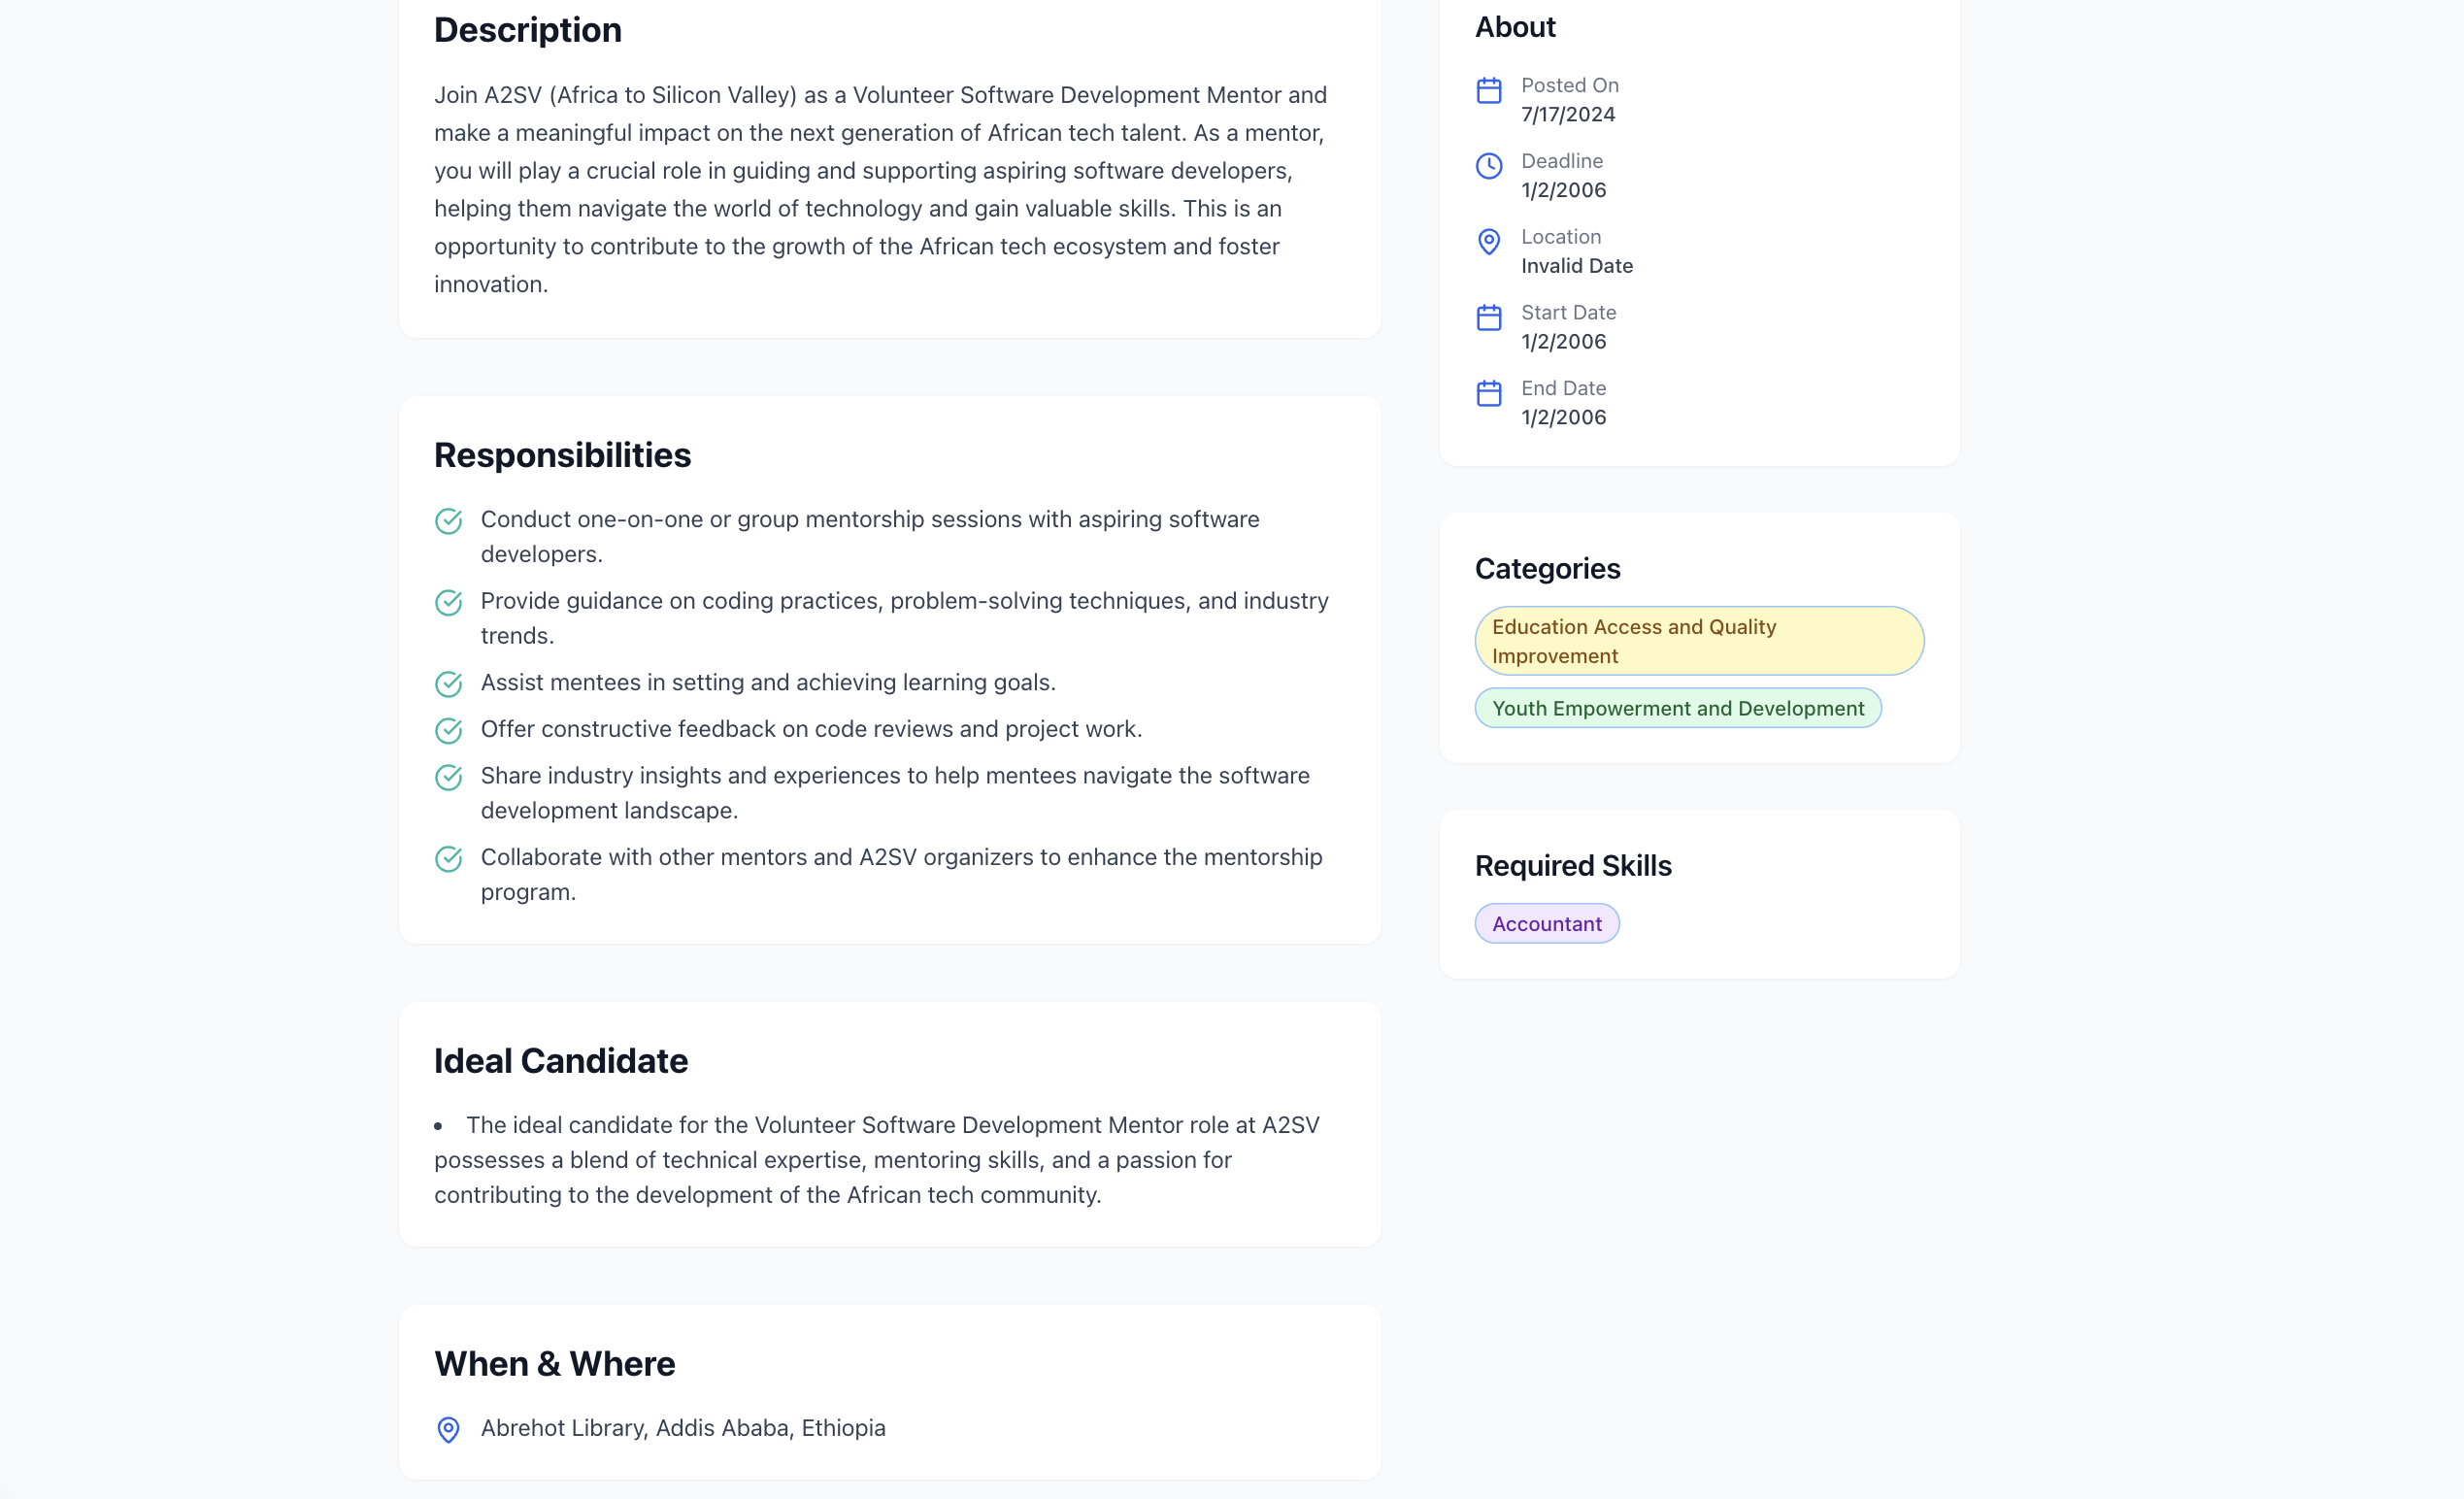 Description
Join A2SV (Africa to Silicon Valley) as a Volunteer Software Development Mentor and
make a meaningful impact on the next generation of African tech talent. As a mentor,
you will play a crucial role in guiding and supporting aspiring software developers,
helping them navigate the world of technology and gain valuable skills. This is an
opportunity to contribute to the growth of the African tech ecosystem and foster
innovation.
Responsibilities
Conduct one-on-one or group mentorship sessions with aspiring software
developers.
Provide guidance on coding practices, problem-solving techniques, and industry
trends.
Assist mentees in setting and achieving learning goals.
Offer constructive feedback on code reviews and project work.
Share industry insights and experiences to help mentees navigate the software
development landscape.
Collaborate with other mentors and A2SV organizers to enhance the mentorship
program.
Ideal Candidate
• The ideal candidate for the Volunteer Software Development Mentor role at A2SV
possesses a blend of technical expertise, mentoring skills, and a passion for
contributing to the development of the African tech community.
When & Where
Abrehot Library, Addis Ababa, Ethiopia
About
Posted On
7/17/2024
Deadline
1/2/2006
Location
Invalid Date
Start Date
1/2/2006
End Date
1/2/2006
Categories
Education Access and Quality
Improvement
Youth Empowerment and Development
Required Skills
Accountant